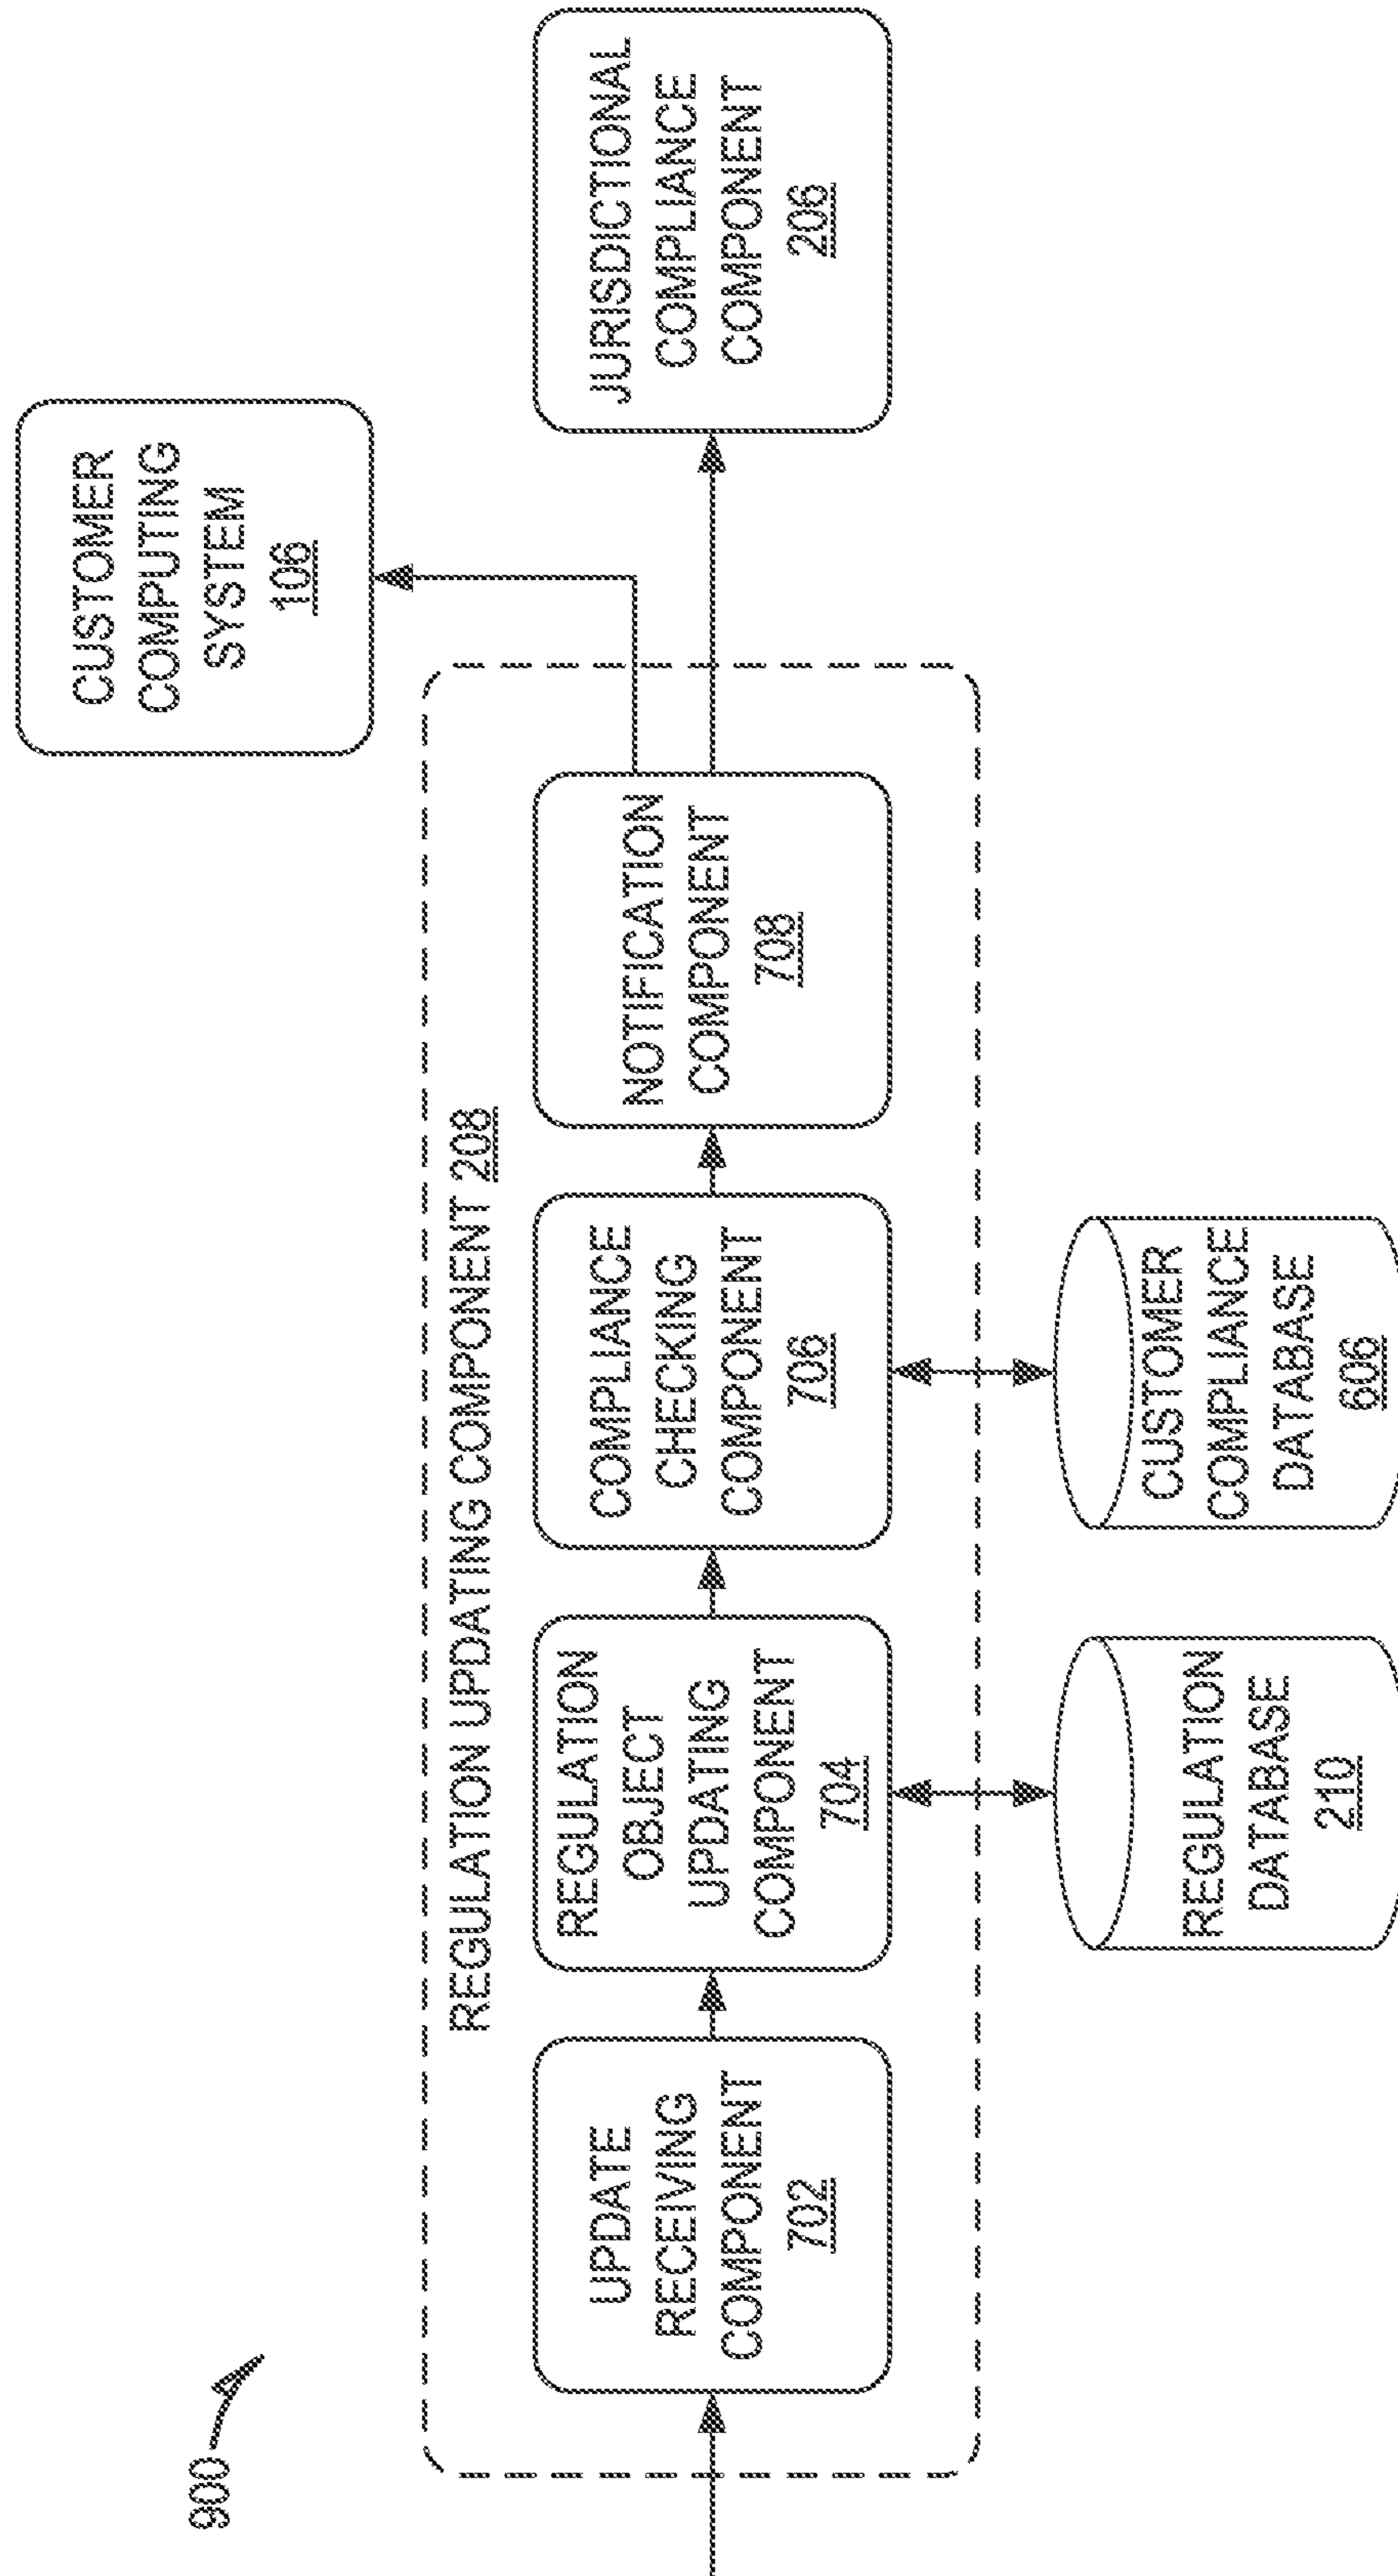 900
CUSTOMER
COMPUTING
SYSTEM
106
REGULATION UPDATING COMPONENT 208
UPDATE
RECEIVING
COMPONENT
702
REGULATION
OBJECT
UPDATING
COMPONENT
704
COMPLIANCE
CHECKING
COMPONENT
706
NOTIFICATION
COMPONENT
708
JURISDICTIONAL
COMPLIANCE
COMPONENT
206
REGULATION
DATABASE
210
CUSTOMER
COMPLIANCE
DATABASE
606